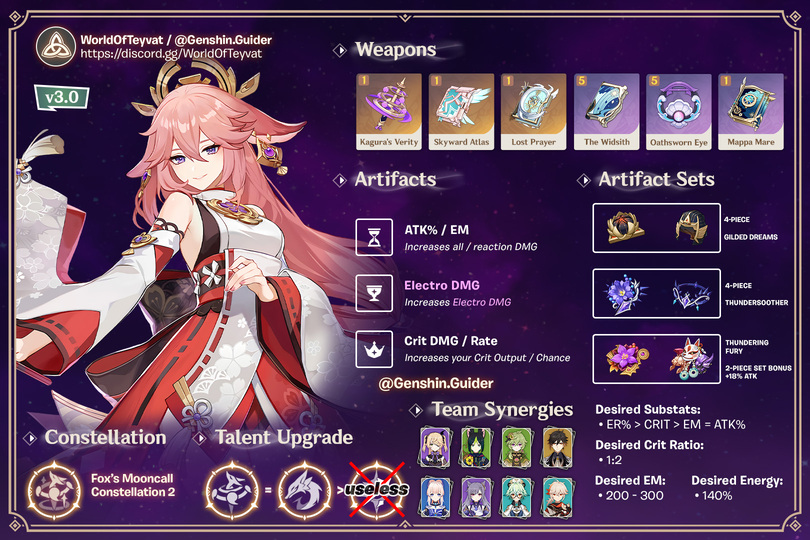 WorldOfTeyvat / @Genshin.Guider
https://discord.gg/WorldOfTeyvat
v3.0
Weapons
1
1
1
5
5
1
Kagura's Verity
Skyward Atlas
Lost Prayer
The Widsith
Oathsworn Eye
Mappa Mare
Artifacts
ATK% / EM
Increases all / reaction DMG
Electro DMG
Increases Electro DMG
Crit DMG / Rate
Increases your Crit Output / Chance
@Genshin.Guider
Artifact Sets
4-PIECE
GILDED DREAMS
4-PIECE
THUNDERSOOTHER
THUNDERING
FURY
2-PIECE SET BONUS
+18% ATK
Constellation
Fox's Mooncall
Constellation 2
Talent Upgrade
= >
useless
Team Synergies
Desired Substats:
• ER% > CRIT > EM = ATK%
Desired Crit Ratio:
• 1:2
Desired EM:
• 200 - 300
Desired Energy:
• 140%